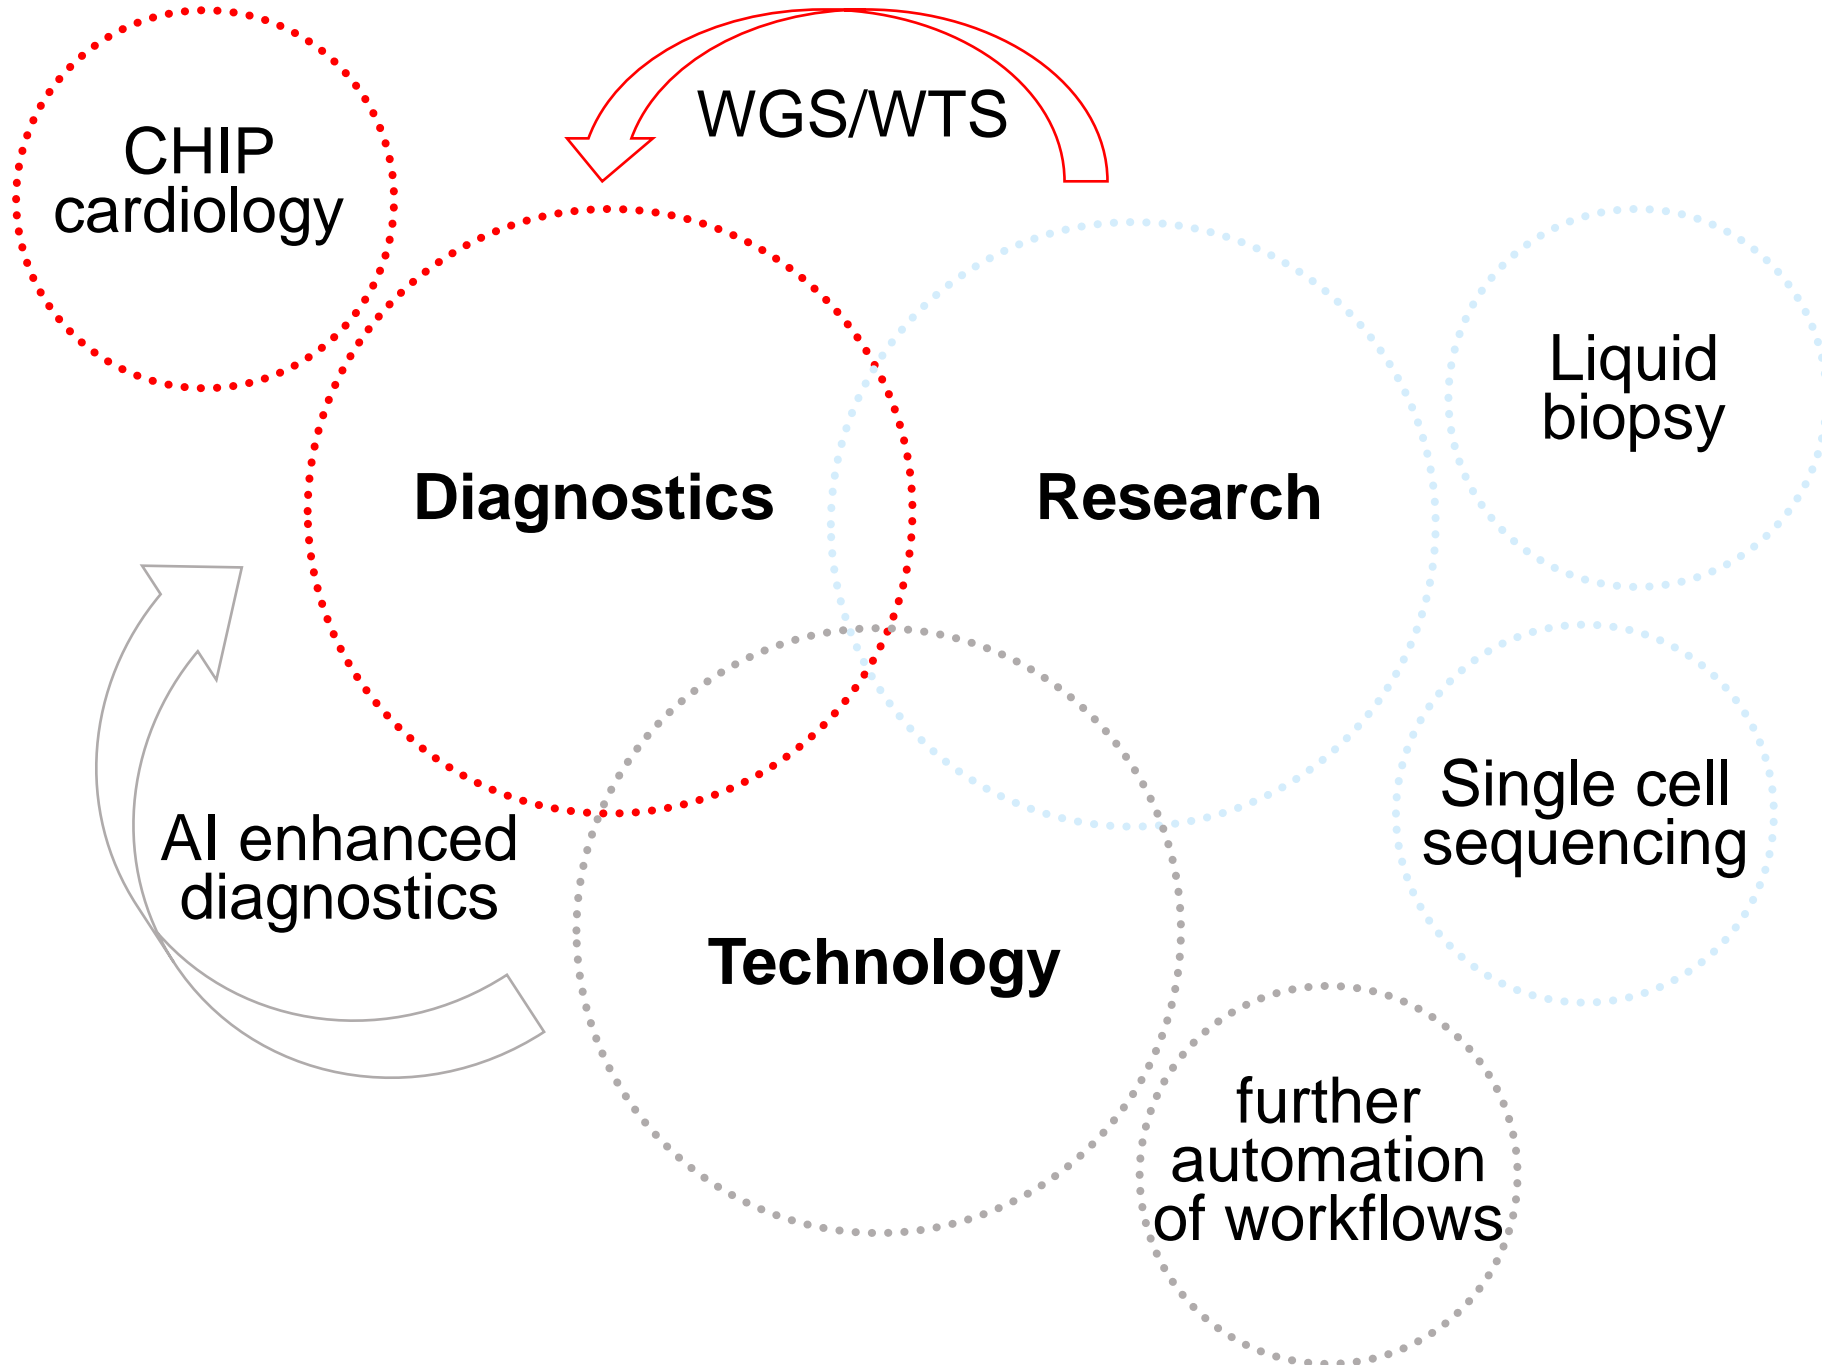 WGS/WTS
CHIP
cardiology
Liquid
biopsy
Diagnostics
Research
Single cell
sequencing
AI enhanced
diagnostics
Technology
further
automation
of workflows